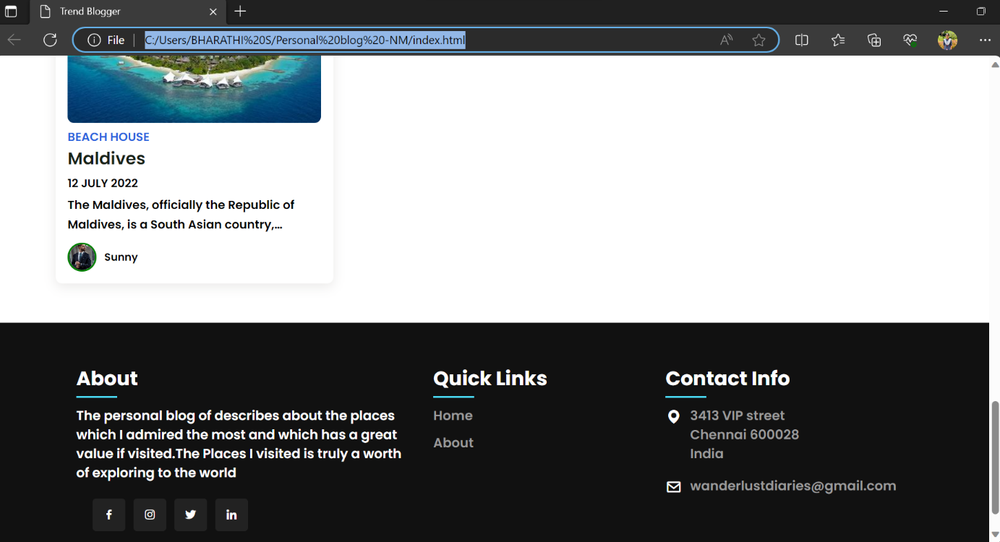 Trend Blogger
File
C:/Users/BHARATHI%20S/Personal%20blog%20-NM/index.html
BEACH HOUSE
Maldives
12 JULY 2022
The Maldives, officially the Republic of
Maldives, is a South Asian country,...
Sunny
About
The personal blog of describes about the places
which I admired the most and which has a great
value if visited.The Places I visited is truly a worth
of exploring to the world
Quick Links
Home
About
Contact Info
3413 VIP street
Chennai 600028
India
wanderlustdiaries@gmail.com